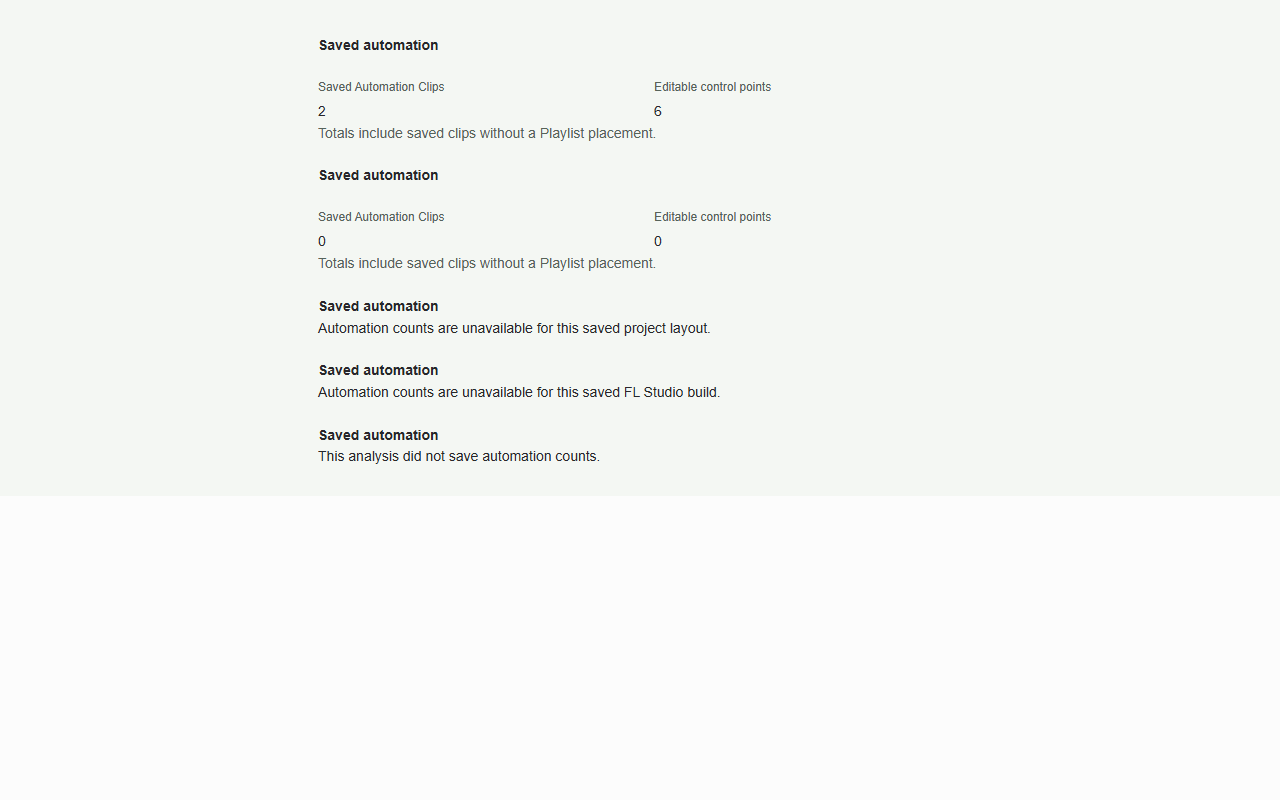 Saved automation
Saved Automation Clips
Editable control points
2
6
Totals include saved clips without a Playlist placement.
Saved automation
Saved Automation Clips
Editable control points
0
0
Totals include saved clips without a Playlist placement.
Saved automation
Automation counts are unavailable for this saved project layout.
Saved automation
Automation counts are unavailable for this saved FL Studio build.
Saved automation
This analysis did not save automation counts.